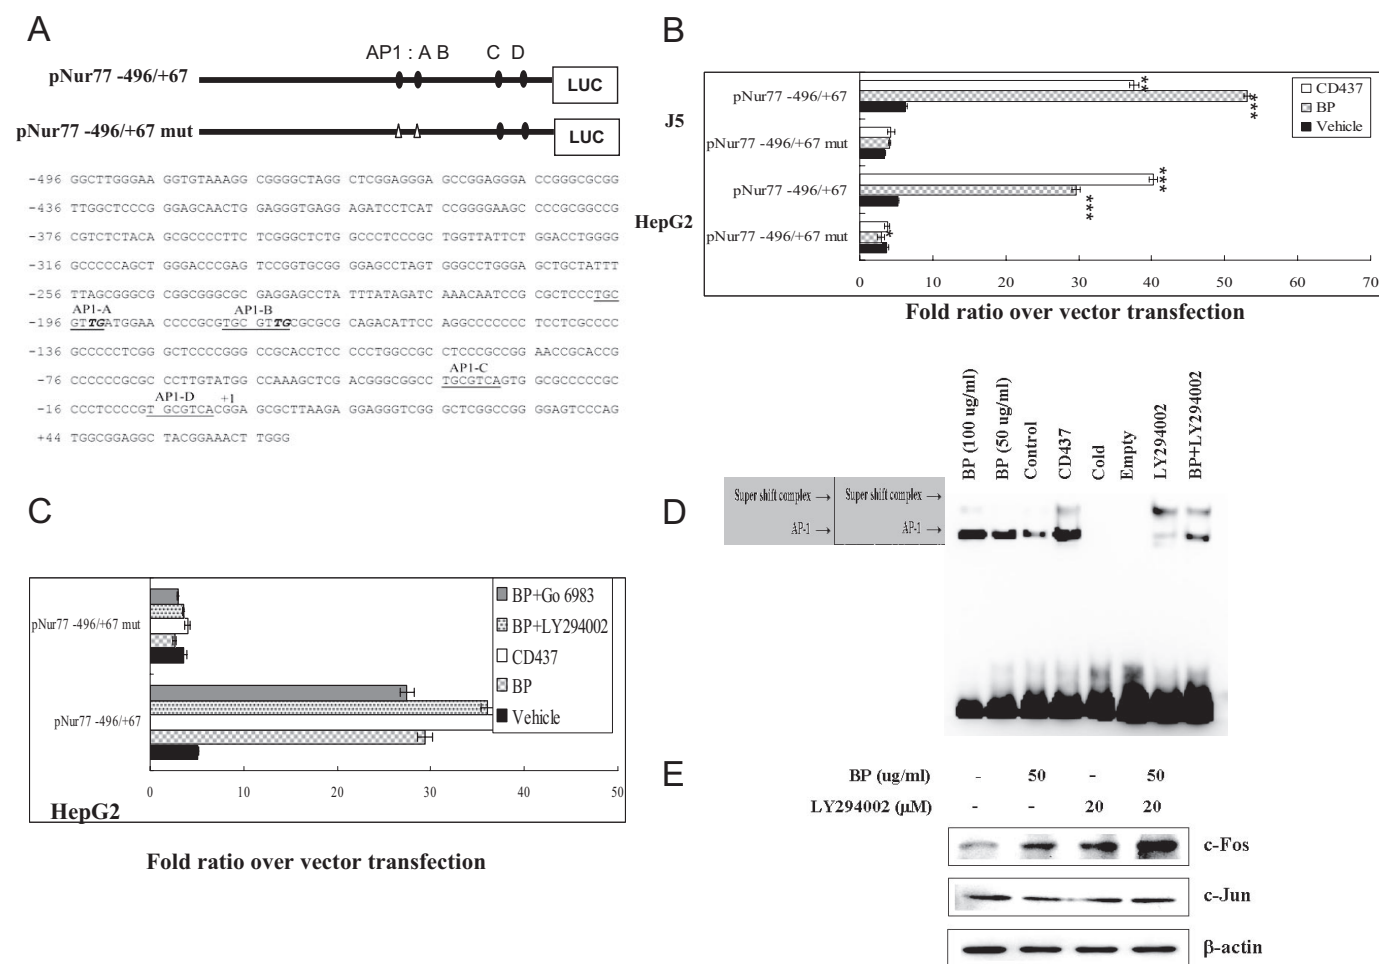 A
AP1 : A B C D
pNur77 -496/+67
LUC
pNur77 -496/+67 mut
LUC
-496 GGCTTGGGAA GGTGTAAAGG CGGGGCTAGG CTCGGAGGGA GCCGGAGGGA CCGGGCGCGG
-436 TTGGCTCCCG GGAGCAACTG GAGGGTGAGG AGATCCTCAT CCGGGGAAGC CCCGCGGCCG
-376 CGTCTCTACA GCGCCCCTTC TCGGGCTCTG GCCTCCCGC TGGTTATTCT GGACCTGGGG
-316 GCCCCCAGCT GGGACCCGAG TCCGGTGCGG GGAGCCTAGT GGGCCTGGGA GCTGCTATTT
-256 TTAGCGGGCG CGGCGGGCGC GAGGAGCCTA TTTATAGATC AAACAATCCG CGCTCCCTGC
AP1-A AP1-B
-196 GTTTGATGGAA CCCCGCGTGC GTTTGCGCGCG CAGACATTCC AGGCCCCCCC TCCTCGCCCC
-136 GCCCCCTCGG GCTCCCCGGG CCGCACCTCC CCCTGGCCGC CTCCCGCCGG AACCGCACCG
AP1-C
-76 CCCCCCGCGC CCTTGTATGG CCAAAGCTCG ACGGGCGGCC TGCGTCAGTG GCGCCCCCGC
AP1-D +1
-16 CCCTCCCCGT GCGTCACGGA GCGCTTAAGA GGAGGGTCGG GCTCGGCCGG GGAGTCCCAG
+44 TGGCGGAGGC TACGGAAACT TGGG
B
CD437
BP
Vehicle
J5
pNur77 -496/+67
pNur77 -496/+67 mut
HepG2
pNur77 -496/+67
pNur77 -496/+67 mut
**
***
***
***
*
0 10 20 30 40 50 60 70
Fold ratio over vector transfection
C
BP+Go 6983
BP+LY294002
CD437
BP
Vehicle
pNur77 -496/+67 mut
pNur77 -496/+67
0 10 20 30 40 50
HepG2
Fold ratio over vector transfection
D
BP (100 ug/ml)
BP (50 ug/ml)
Control
CD437
Cold
Empty
LY294002
BP+LY294002
Super shift complex → Super shift complex →
AP-1 → AP-1 →
E
BP (ug/ml) - 50 - 50
LY294002 (μM) - - 20 20
c-Fos
c-Jun
β-actin